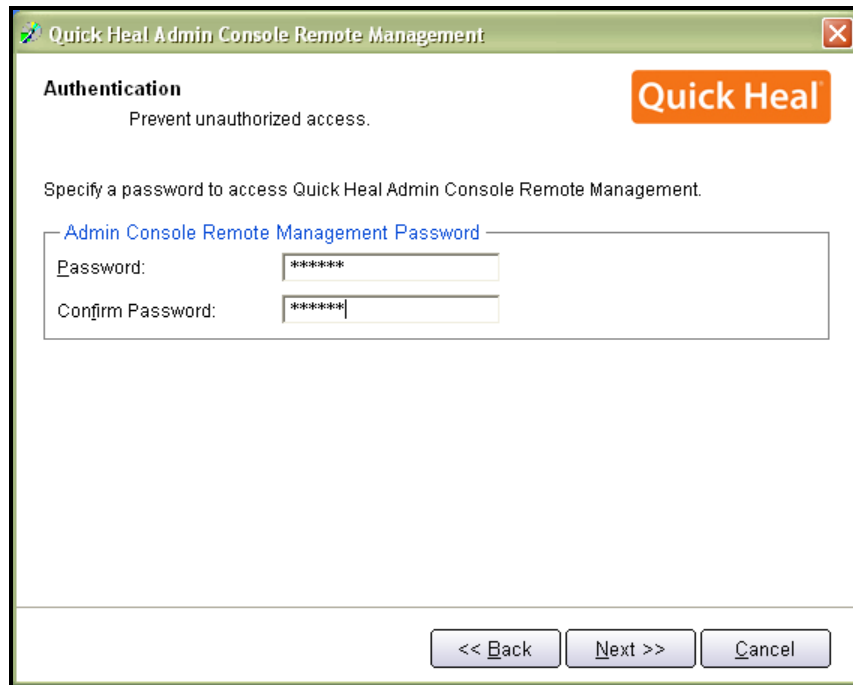 Quick Heal Admin Console Remote Management
Authentication
Prevent unauthorized access.
Quick Heal
Specify a password to access Quick Heal Admin Console Remote Management.
Admin Console Remote Management Password
Password: ******
Confirm Password: ******
<< Back Next >> Cancel